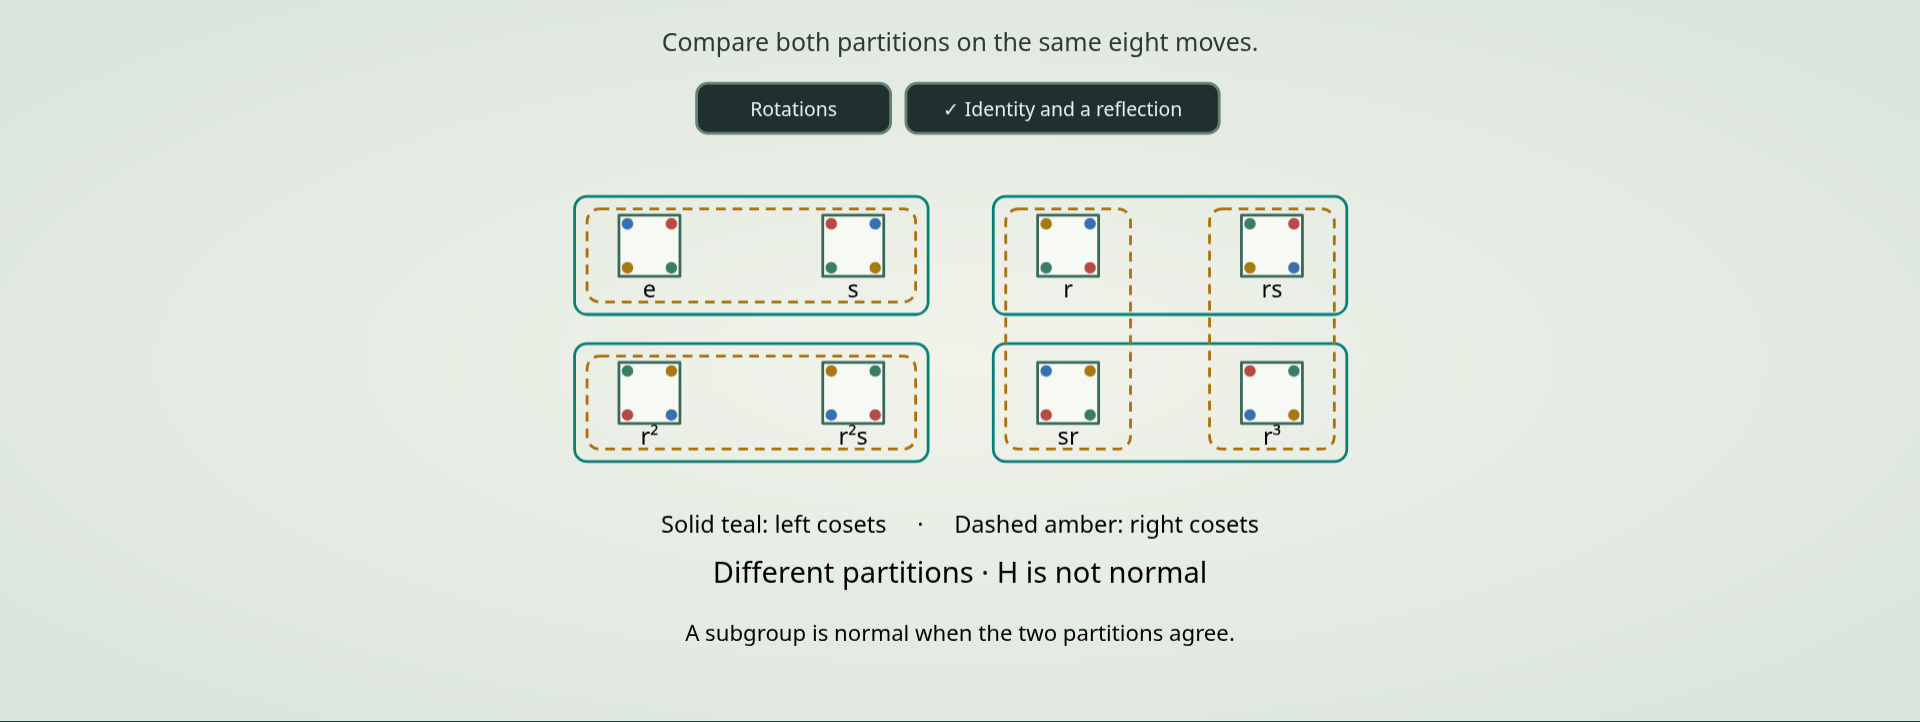 Compare both partitions on the same eight moves.
Rotations
✓ Identity and a reflection
e
s
r
rs
r²
r²s
sr
r³
Solid teal: left cosets · Dashed amber: right cosets
Different partitions · H is not normal
A subgroup is normal when the two partitions agree.